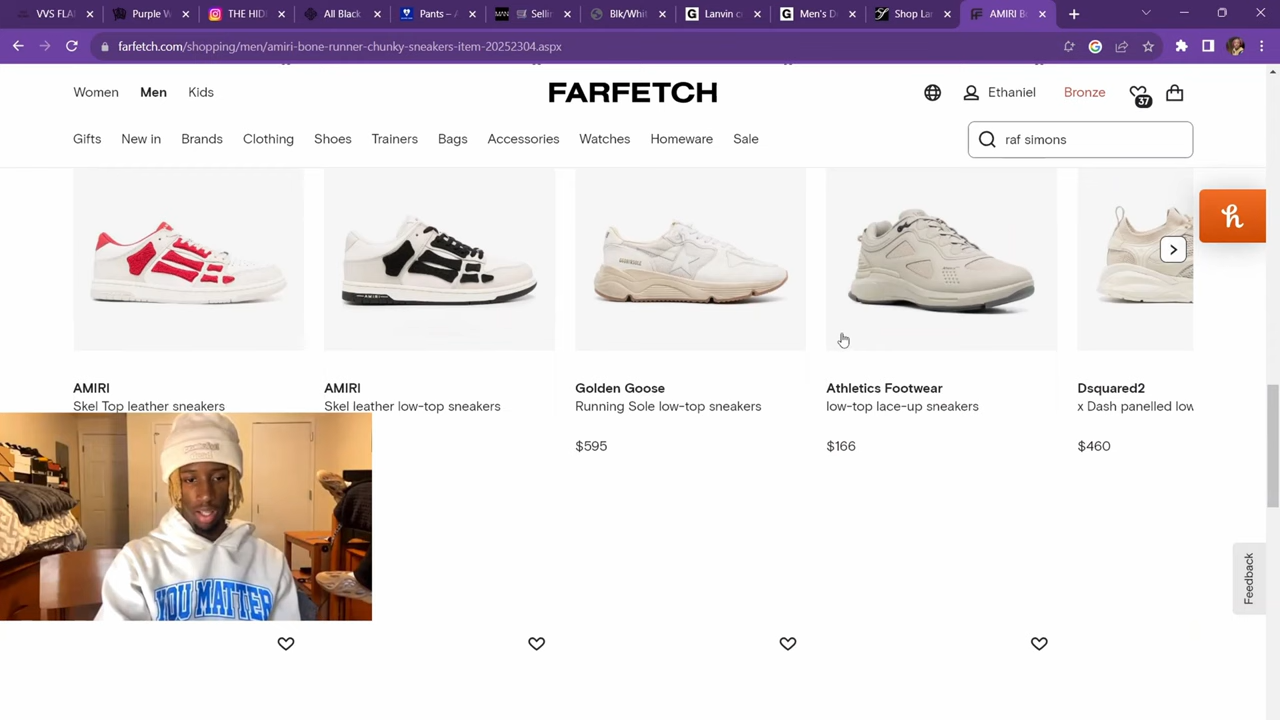 VVS FLA
Purple W
THE HID
All Black
Pants –
Sellin
Blk/Whit
Lanvin c
Men's D
Shop La
AMIRI B
farfetch.com/shopping/men/amiri-bone-runner-chunky-sneakers-item-20252304.aspx
Women Men Kids
FARFETCH
Ethaniel Bronze 37
Gifts New in Brands Clothing Shoes Trainers Bags Accessories Watches Homeware Sale
raf simons
AMIRI
Skel Top leather sneakers
AMIRI
Skel leather low-top sneakers
Golden Goose
Running Sole low-top sneakers
$595
Athletics Footwear
low-top lace-up sneakers
$166
Dsquared2
x Dash panelled low
$460
YOU MATTER
Feedback